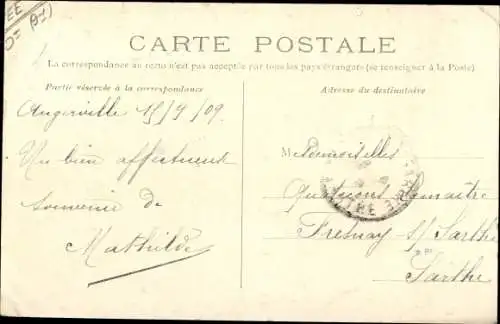 CARTE POSTALE
La correspondance au recto n'est pas acceptée par tous les pays étrangers (se renseigner à la Poste)
Partie réservée à la correspondance
Adresse du destinataire
Angerville 15/9/09
Un bien affectueux
souvenir de
Mathilde
Mesdemoiselles
Lemaitre
Fresnay s/ Sarthe
Sarthe